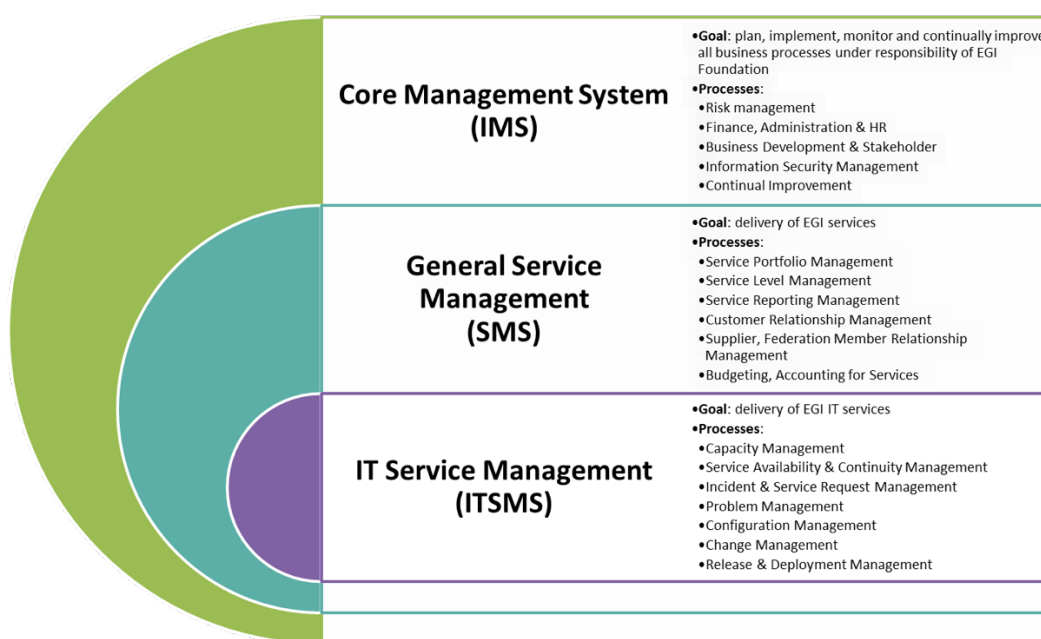 Core Management System
(IMS)
•Goal: plan, implement, monitor and continually improve
all business processes under responsibility of EGI
Foundation
•Processes:
•Risk management
•Finance, Administration & HR
•Business Development & Stakeholder
•Information Security Management
•Continual Improvement
General Service
Management
(SMS)
•Goal: delivery of EGI services
•Processes:
•Service Portfolio Management
•Service Level Management
•Service Reporting Management
•Customer Relationship Management
•Supplier, Federation Member Relationship
Management
•Budgeting, Accounting for Services
IT Service Management
(ITSMS)
•Goal: delivery of EGI IT services
•Processes:
•Capacity Management
•Service Availability & Continuity Management
•Incident & Service Request Management
•Problem Management
•Configuration Management
•Change Management
•Release & Deployment Management